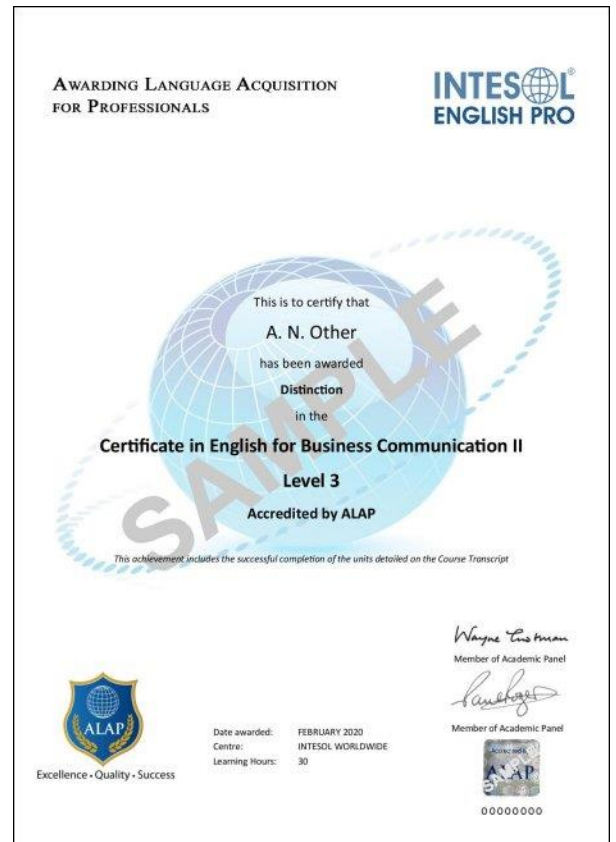 AWARDING LANGUAGE ACQUISITION
FOR PROFESSIONALS
INTESOL®
ENGLISH PRO
This is to certify that
A. N. Other
has been awarded
Distinction
in the
Certificate in English for Business Communication II
Level 3
Accredited by ALAP
SAMPLE
This achievement includes the successful completion of the units detailed on the Course Transcript
Wayne
Member of Academic Panel
Member of Academic Panel
ALAP
Excellence • Quality • Success
Date awarded: FEBRUARY 2020
Centre: INTESOL WORLDWIDE
Learning Hours: 30
Accredited
ALAP
SAMPLE
00000000